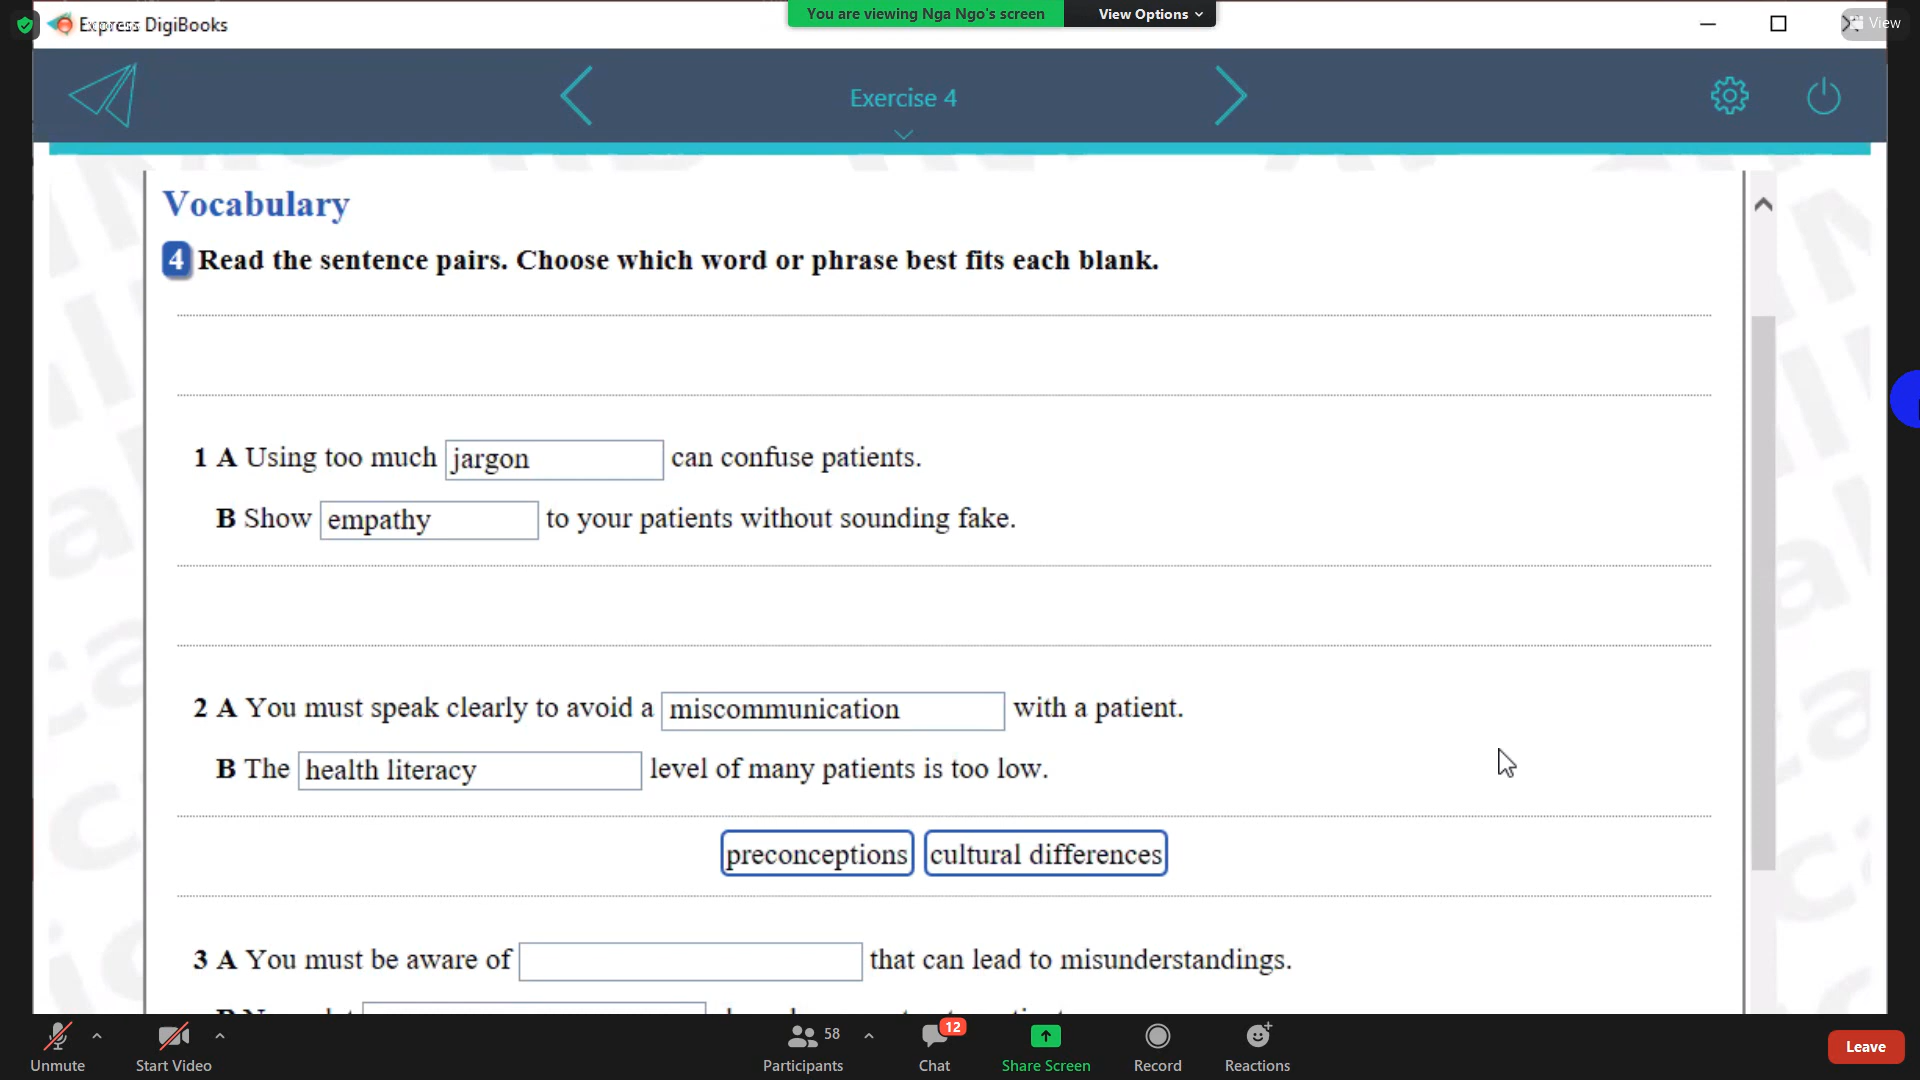 Express DigiBooks
You are viewing Nga Ngo's screen
View Options
View
Exercise 4
Vocabulary
4 Read the sentence pairs. Choose which word or phrase best fits each blank.
1 A Using too much jargon can confuse patients.
B Show empathy to your patients without sounding fake.
2 A You must speak clearly to avoid a miscommunication with a patient.
B The health literacy level of many patients is too low.
preconceptions cultural differences
3 A You must be aware of that can lead to misunderstandings.
Unmute
Start Video
58
Participants
12
Chat
Share Screen
Record
Reactions
Leave